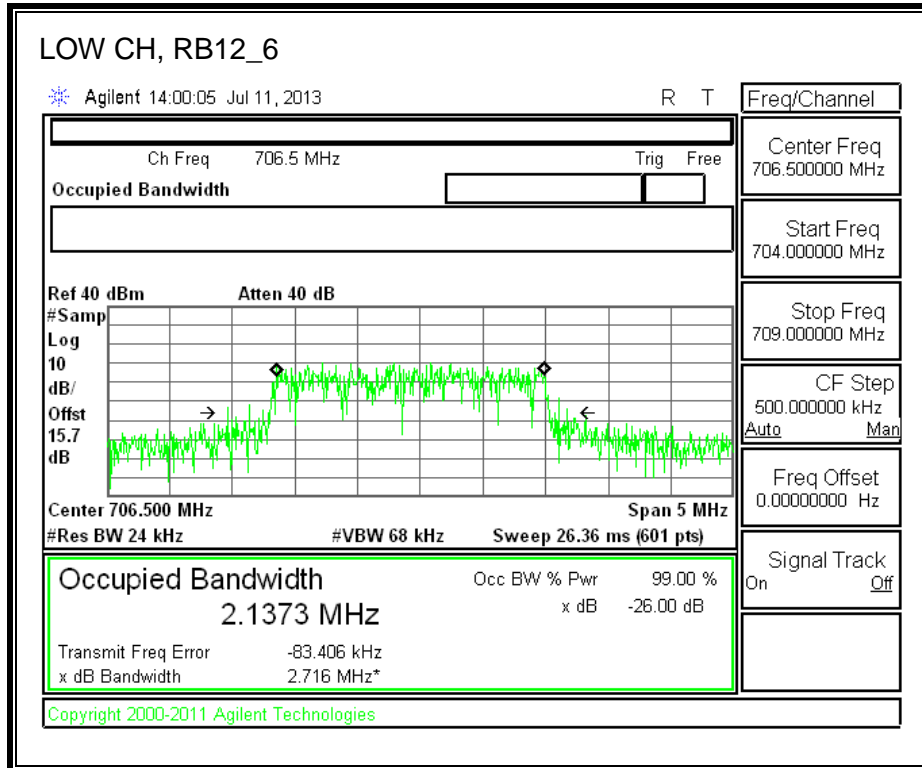 LOW CH, RB12_6
Agilent 14:00:05 Jul 11, 2013 R T
Freq/Channel
Ch Freq 706.5 MHz Trig Free
Occupied Bandwidth
Center Freq
706.500000 MHz
Start Freq
704.000000 MHz
Stop Freq
709.000000 MHz
CF Step
500.000000 kHz
Auto Man
Freq Offset
0.00000000 Hz
Signal Track
On Off
Ref 40 dBm Atten 40 dB
#Samp
Log
10
dB/
Offst
15.7
dB
Center 706.500 MHz Span 5 MHz
#Res BW 24 kHz #VBW 68 kHz Sweep 26.36 ms (601 pts)
Occupied Bandwidth Occ BW % Pwr 99.00 %
2.1373 MHz x dB -26.00 dB
Transmit Freq Error -83.406 kHz
x dB Bandwidth 2.716 MHz*
Copyright 2000-2011 Agilent Technologies